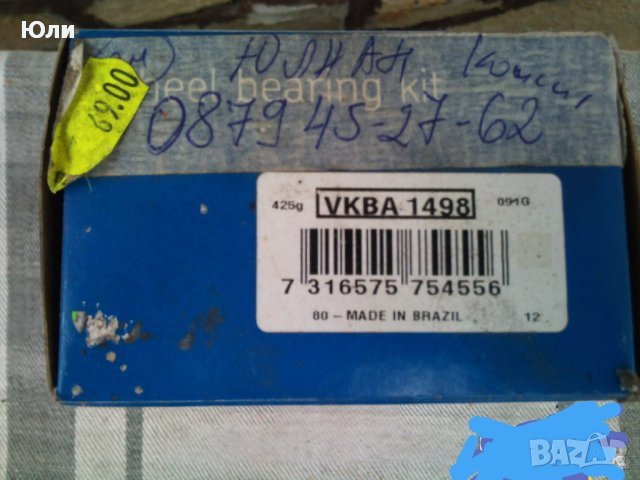 Юли
ЮЛИАН
69.00
eel bearing kit
0879 45-27-62
425g VKBA 1498 091G
7 316575 754556
80 – MADE IN BRAZIL 12
BAZAR